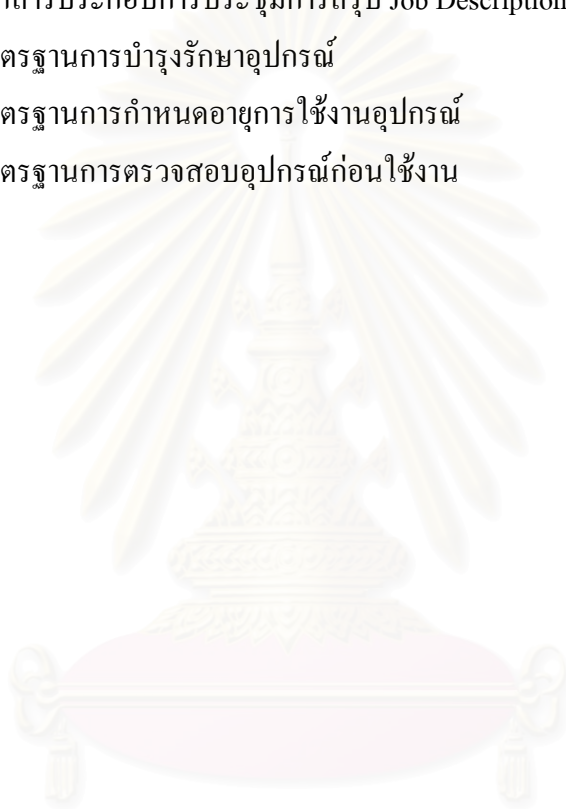 าสารประกอบการประชุมการสรุป Job Description
ตรฐานการบำรุงรักษาอุปกรณ์
ตรฐานการกำหนดอายุการใช้งานอุปกรณ์
ตรฐานการตรวจสอบอุปกรณ์ก่อนใช้งาน